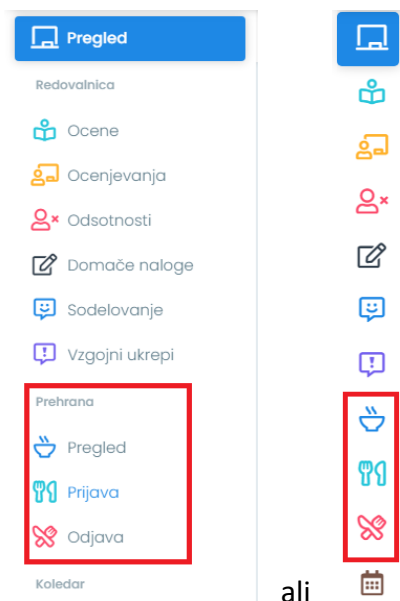 Pregled
Redovalnica
Ocene
Ocenjevanja
Odsotnosti
Domače naloge
Sodelovanje
Vzgojni ukrepi
Prehrana
Pregled
Prijava
Odjava
Koledar
ali